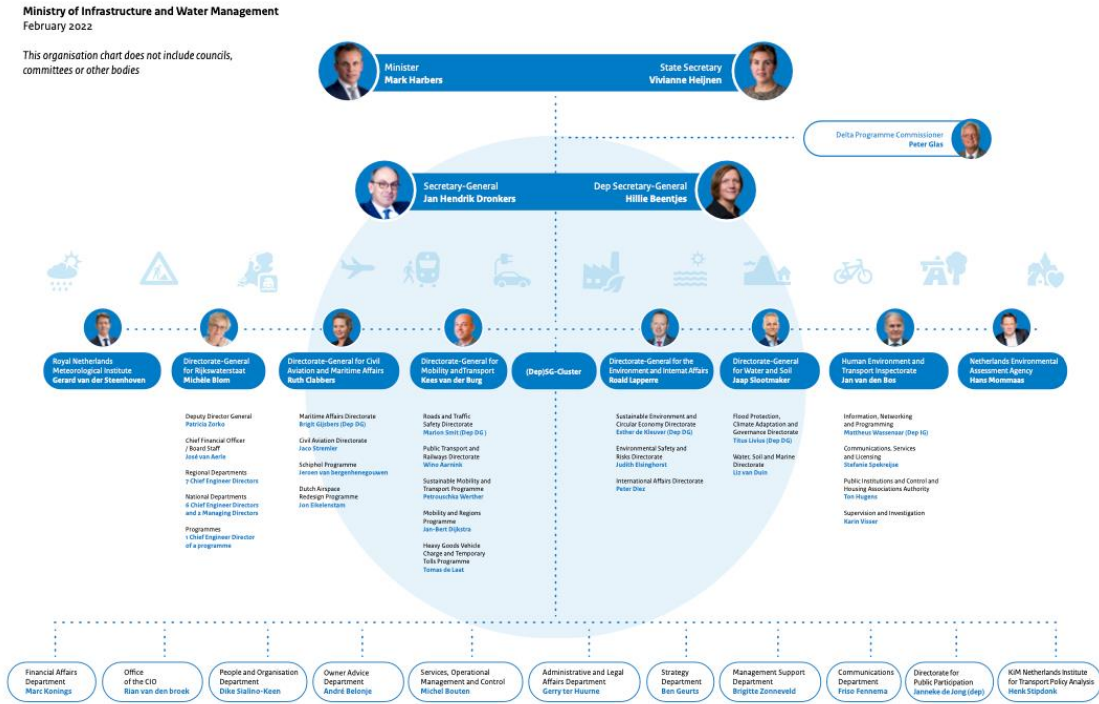 Ministry of Infrastructure and Water Management
February 2022
This organisation chart does not include councils,
committees or other bodies
Minister
Mark Harbers
State Secretary
Vivianne Heijnen
Delta Programme Commissioner
Peter Glas
Secretary-General
Jan Hendrik Dronkers
Dep Secretary-General
Hillie Beentjes
Royal Netherlands
Meteorological Institute
Gerard van der Steenhoven
Directorate-General
for Rijkswaterstaat
Michèle Blom
Directorate-General for Civil
Aviation and Maritime Affairs
Ruth Clabbers
Directorate-General for
Mobility andTransport
Kees van der Burg
(Dep)SG-Cluster
Directorate-General for the
Environment and Internat Affairs
Roald Lapperre
Directorate-General
for Water and Soil
Jaap Slootmaker
Human Environment and
Transport Inspectorate
Jan van den Bos
Netherlands Environmental
Assessment Agency
Hans Mommaas
Deputy Director General
Patricia Zorko
Chief Financial Officer
/ Board Staff
José van Aerle
Regional Departments
7 Chief Engineer Directors
National Departments
6 Chief Engineer Directors
and 2 Managing Directors
Programmes
1 Chief Engineer Director
of a programme
Maritime Affairs Directorate
Brigit Gijsbers (Dep DG)
Civil Aviation Directorate
Jaco Stremler
Schiphol Programme
Jeroen van bergenhenegouwen
Dutch Airspace
Redesign Programme
Jon Eikelenstam
Roads and Traffic
Safety Directorate
Marion Smit (Dep DG )
Public Transport and
Railways Directorate
Wino Aarnink
Sustainable Mobility and
Transport Programme
Petrouschka Werther
Mobility and Regions
Programme
Jan-Bert Dijkstra
Heavy Goods Vehicle
Charge and Temporary
Tolls Programme
Tomas de Laat
Sustainable Environment and
Circular Economy Directorate
Esther de Kleuver (Dep DG)
Environmental Safety and
Risks Directorate
Judith Elsinghorst
International Affairs Directorate
Peter Diez
Flood Protection,
Climate Adaptation and
Governance Directorate
Titus Livius (Dep DG)
Water, Soil and Marine
Directorate
Liz van Duin
Information, Networking
and Programming
Mattheus Wassenaar (Dep IG)
Communications, Services
and Licensing
Stefanie Spekreijse
Public Institutions and Control and
Housing Associations Authority
Ton Hugens
Supervision and Investigation
Karin Visser
Financial Affairs
Department
Marc Konings
Office
of the CIO
Rian van den broek
People and Organisation
Department
Dike Sialino-Keen
Owner Advice
Department
André Belonje
Services, Operational
Management and Control
Michel Bouten
Administrative and Legal
Affairs Department
Gerry ter Huurne
Strategy
Department
Ben Geurts
Management Support
Department
Brigitte Zonneveld
Communications
Department
Friso Fennema
Directorate for
Public Participation
Janneke de Jong (dep)
KiM Netherlands Institute
for Transport Policy Analysis
Henk Stipdonk